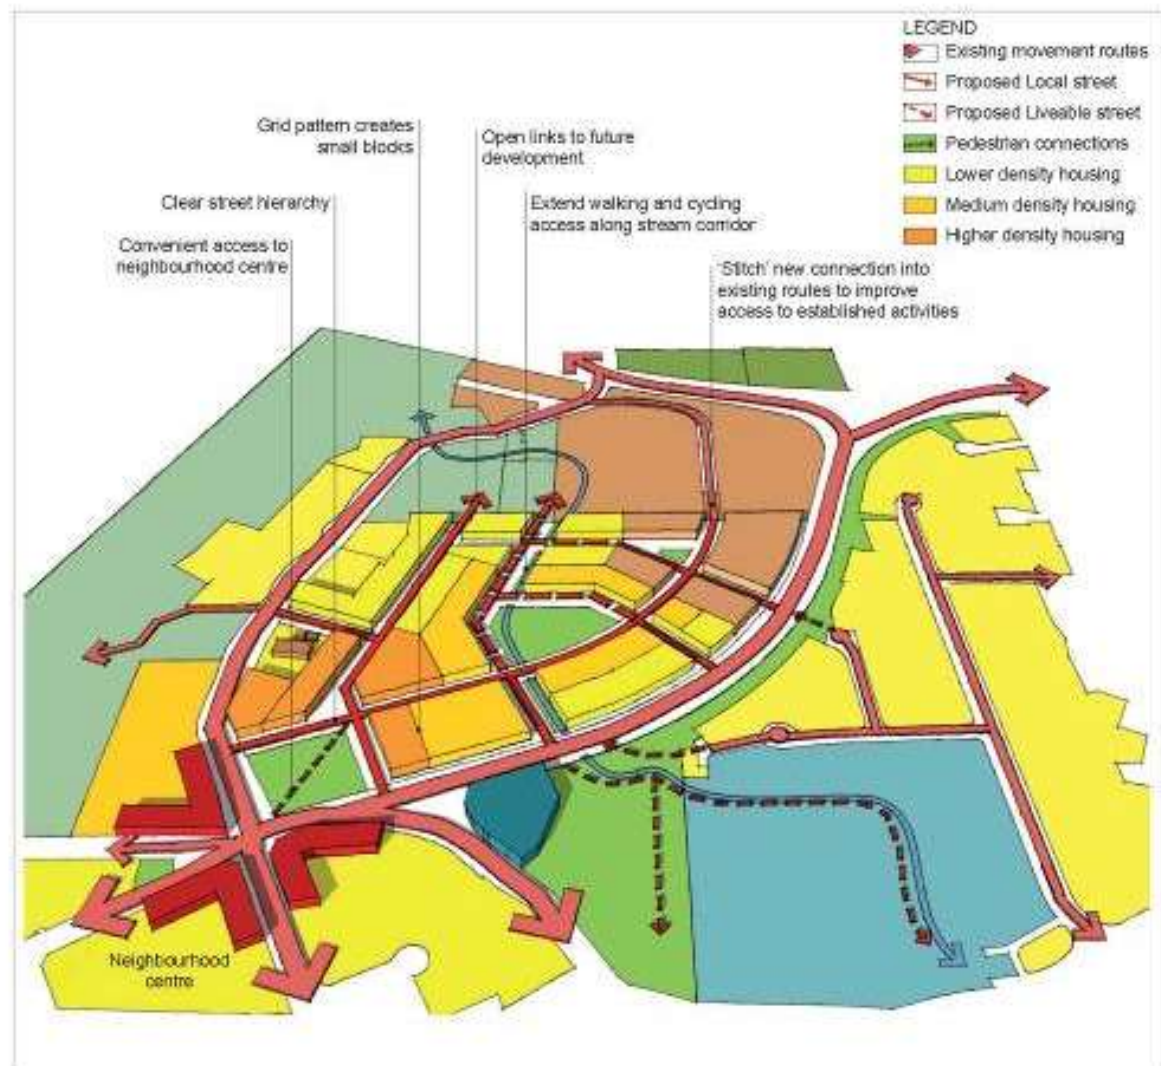 LEGEND
Existing movement routes
Proposed Local street
Proposed Liveable street
Pedestrian connections
Lower density housing
Medium density housing
Higher density housing
Grid pattern creates
small blocks
Open links to future
development
Clear street hierarchy
Extend walking and cycling
access along stream corridor
Convenient access to
neighbourhood centre
'Stitch' new connection into
existing routes to improve
access to established activities
Neighbourhood
centre